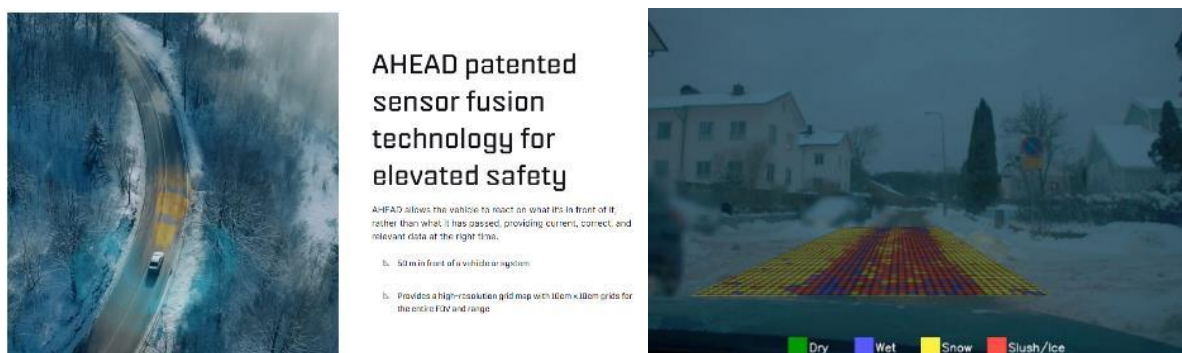 AHEAD patented
sensor fusion
technology for
elevated safety
AHEAD allows the vehicle to react on what it's in front of it,
rather than what it has passed, providing current, correct, and
relevant data at the right time.
50 m in front of a vehicle or system
Provides a high-resolution grid map with 10cm x 10cm grids for
the entire FOV and range
Dry Wet Snow Slush/Ice